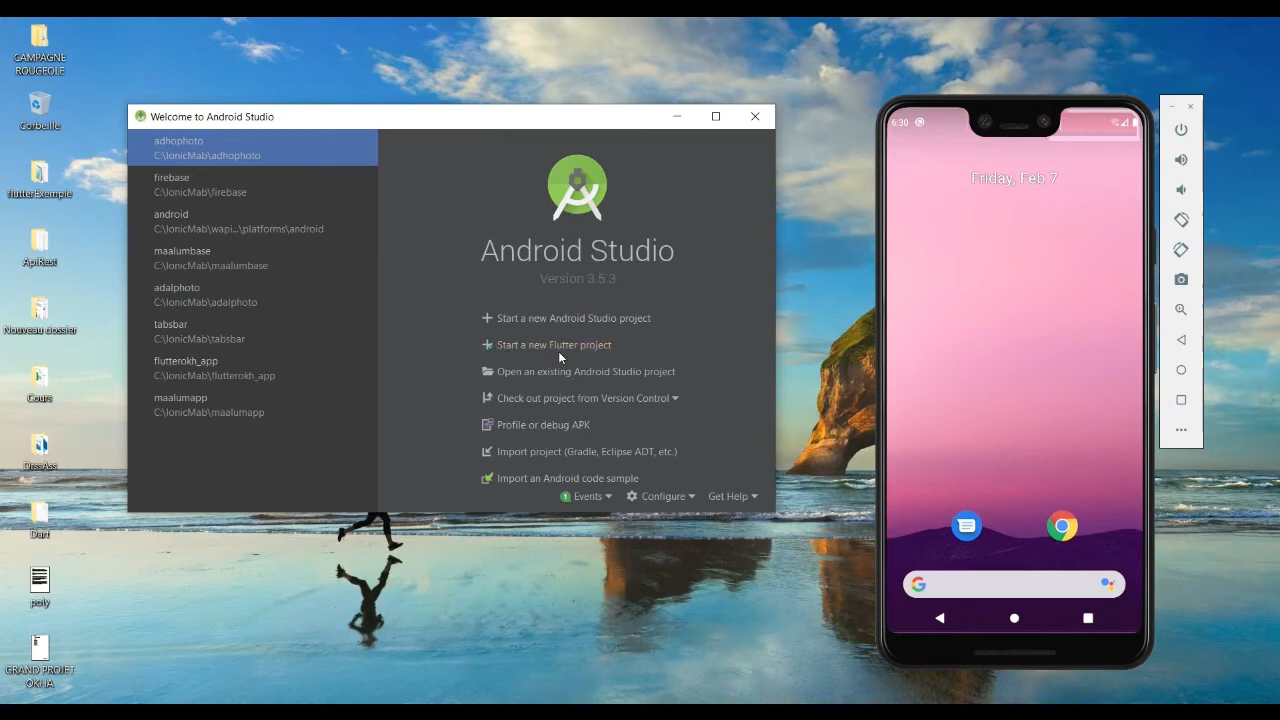 CAMPAGNE
ROUGEOLE
Corbeille
flutterExemple
ApiRest
Nouveau dossier
Cours
DrssAss
Dart
poly
GRAND PROJET
OKI IA
Welcome to Android Studio
adhophoto
C:\IonicMab\adhophoto
firebase
C:\IonicMab\firebase
android
C:\IonicMab\wapi...\platforms\android
maalumbase
C:\IonicMab\maalumbase
adalphoto
C:\IonicMab\adalphoto
tabsbar
C:\IonicMab\tabsbar
flutterokh_app
C:\IonicMab\flutterokh_app
maalumapp
C:\IonicMab\maalumapp
Android Studio
Version 3.5.3
Start a new Android Studio project
Start a new Flutter project
Open an existing Android Studio project
Check out project from Version Control
Profile or debug APK
Import project (Gradle, Eclipse ADT, etc.)
Import an Android code sample
1 Events Configure Get Help
6:30
Friday, Feb 7